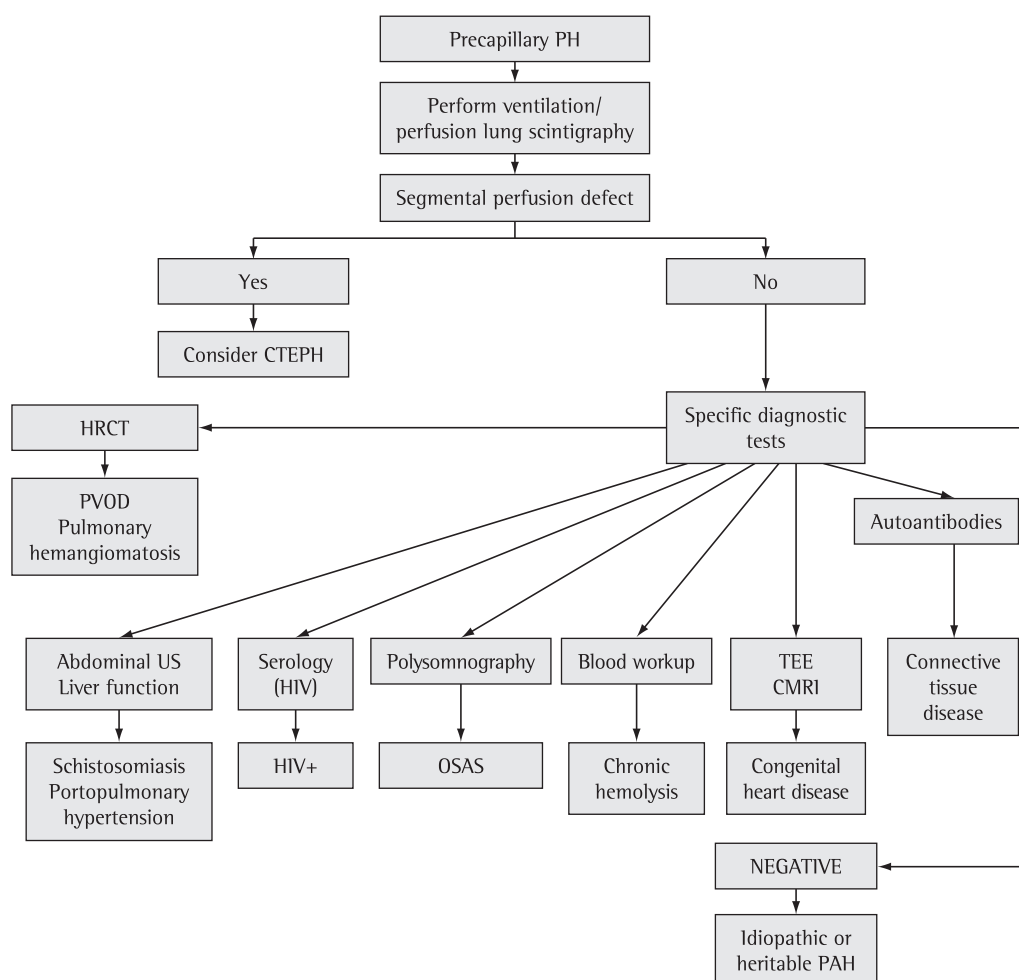 Precapillary PH
Perform ventilation/
perfusion lung scintigraphy
Segmental perfusion defect
Yes
No
Consider CTEPH
Specific diagnostic
tests
HRCT
PVOD
Pulmonary
hemangiomatosis
Autoantibodies
Abdominal US
Liver function
Serology
(HIV)
Polysomnography
Blood workup
TEE
CMRI
Connective
tissue
disease
Schistosomiasis
Portopulmonary
hypertension
HIV+
OSAS
Chronic
hemolysis
Congenital
heart disease
NEGATIVE
Idiopathic or
heritable PAH